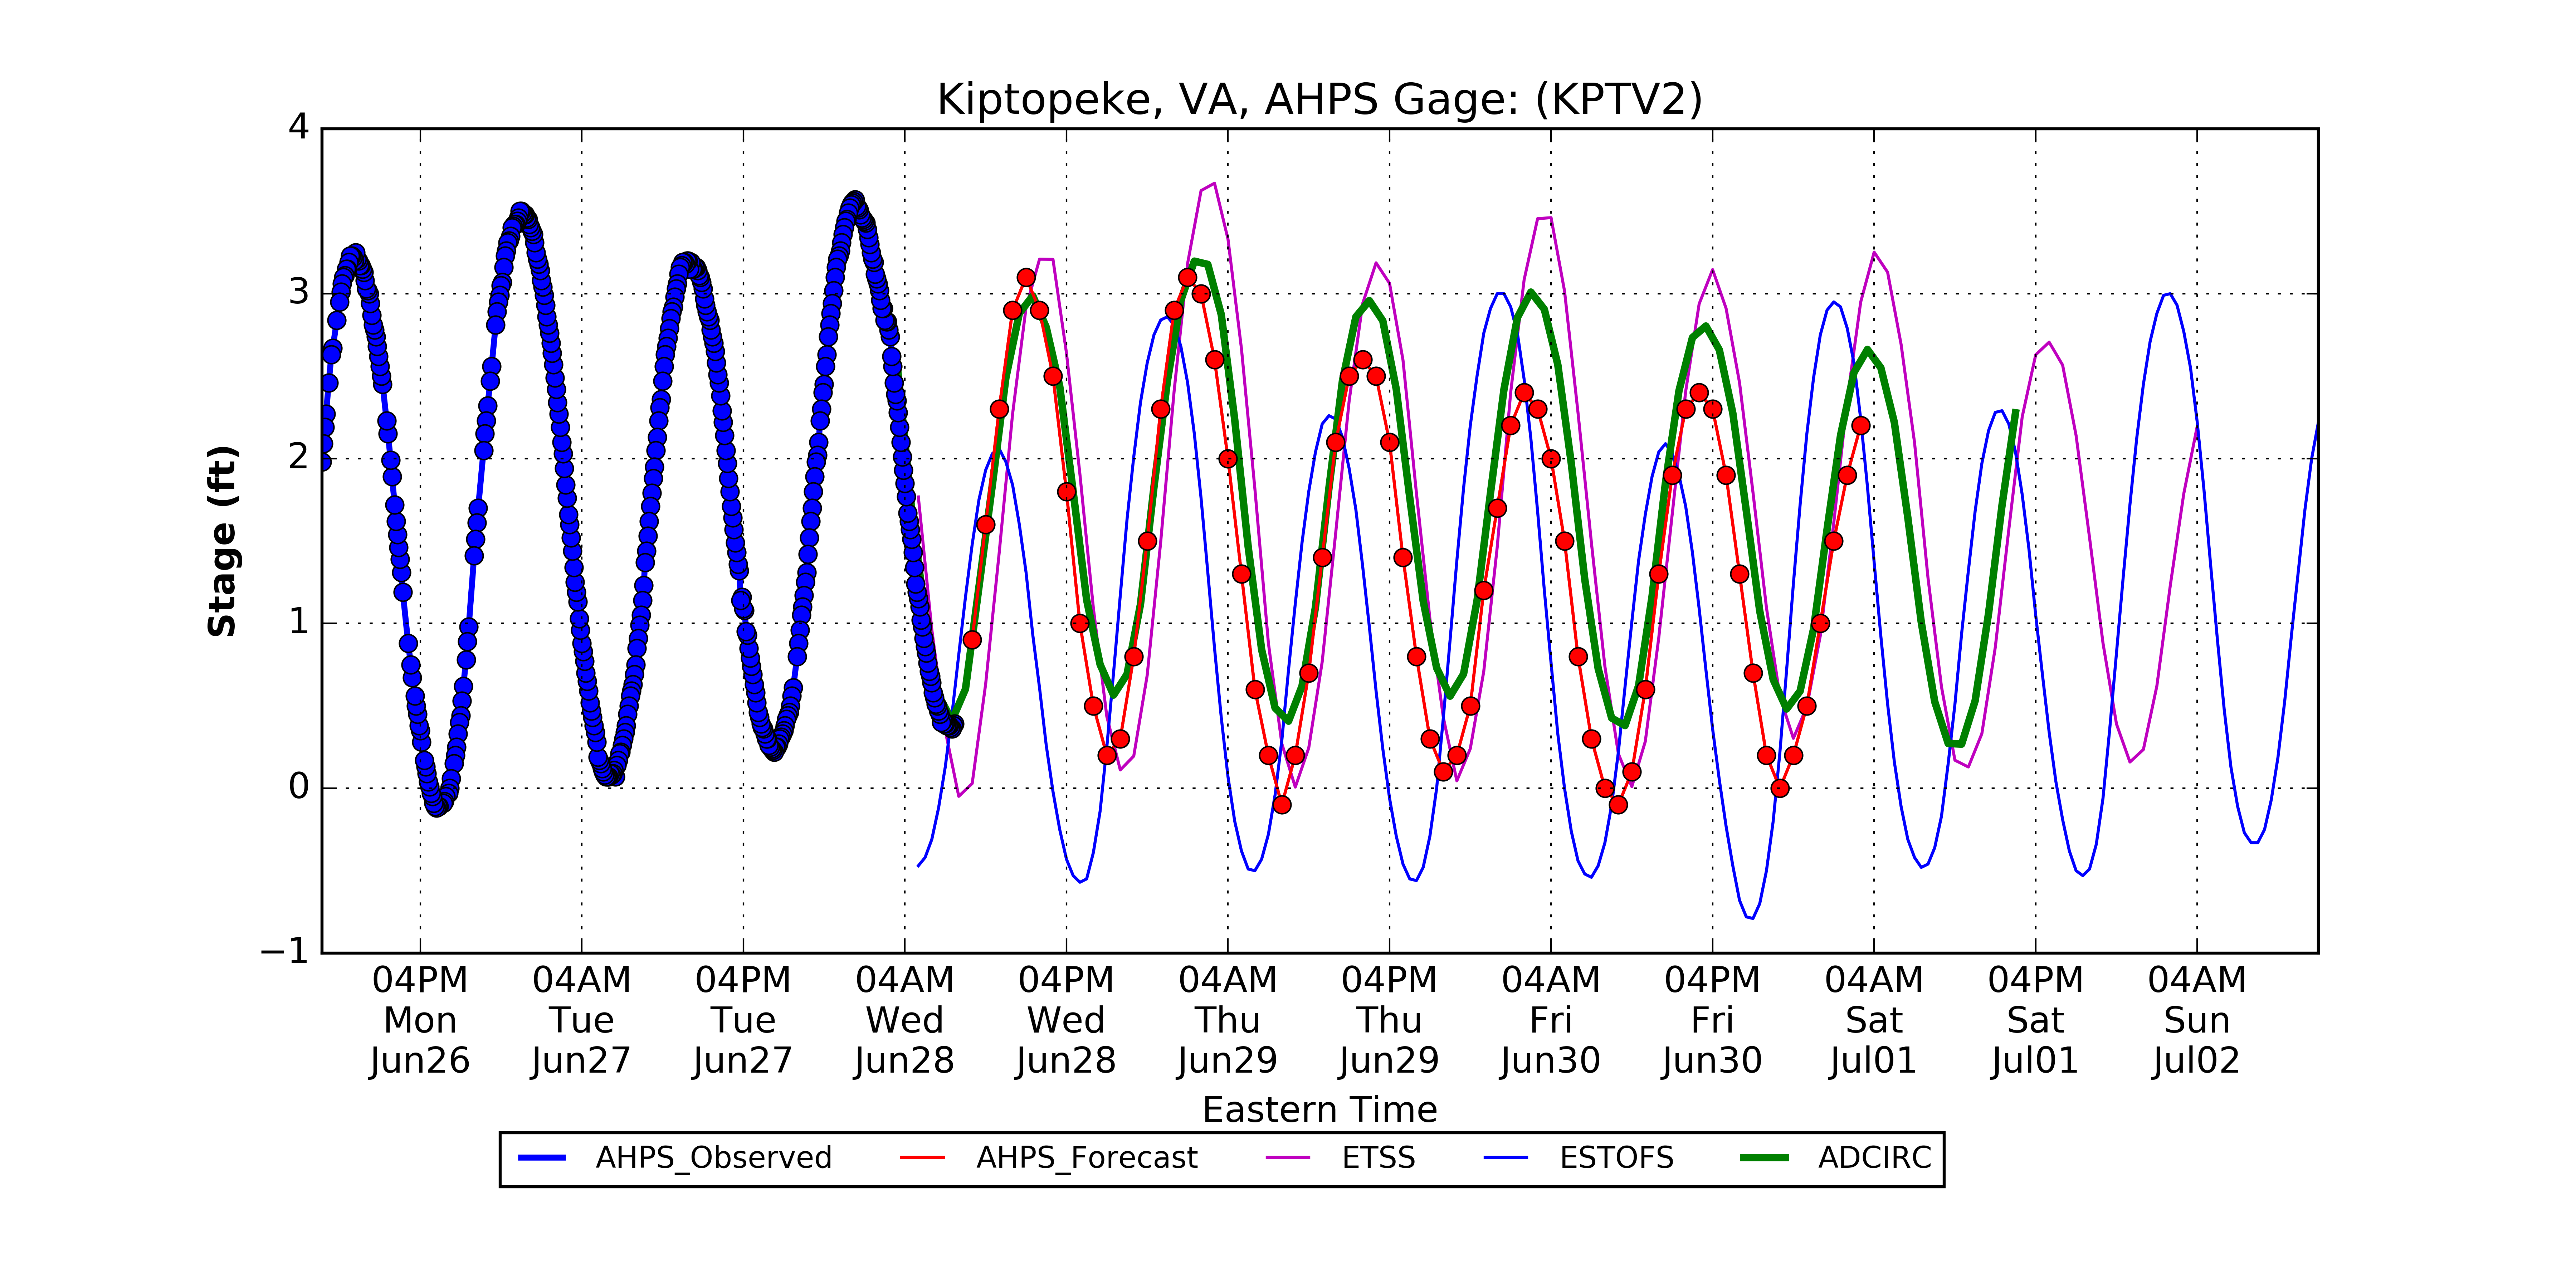 Kiptopeke, VA, AHPS Gage: (KPTV2)
Stage (ft)
4
3
2
1
0
−1
04PM 04AM 04PM 04AM 04PM 04AM 04PM 04AM 04PM 04AM 04PM 04AM
Mon Tue Tue Wed Wed Thu Thu Fri Fri Sat Sat Sun
Jun26 Jun27 Jun27 Jun28 Jun28 Jun29 Jun29 Jun30 Jun30 Jul01 Jul01 Jul02
Eastern Time
AHPS_Observed AHPS_Forecast ETSS ESTOFS ADCIRC